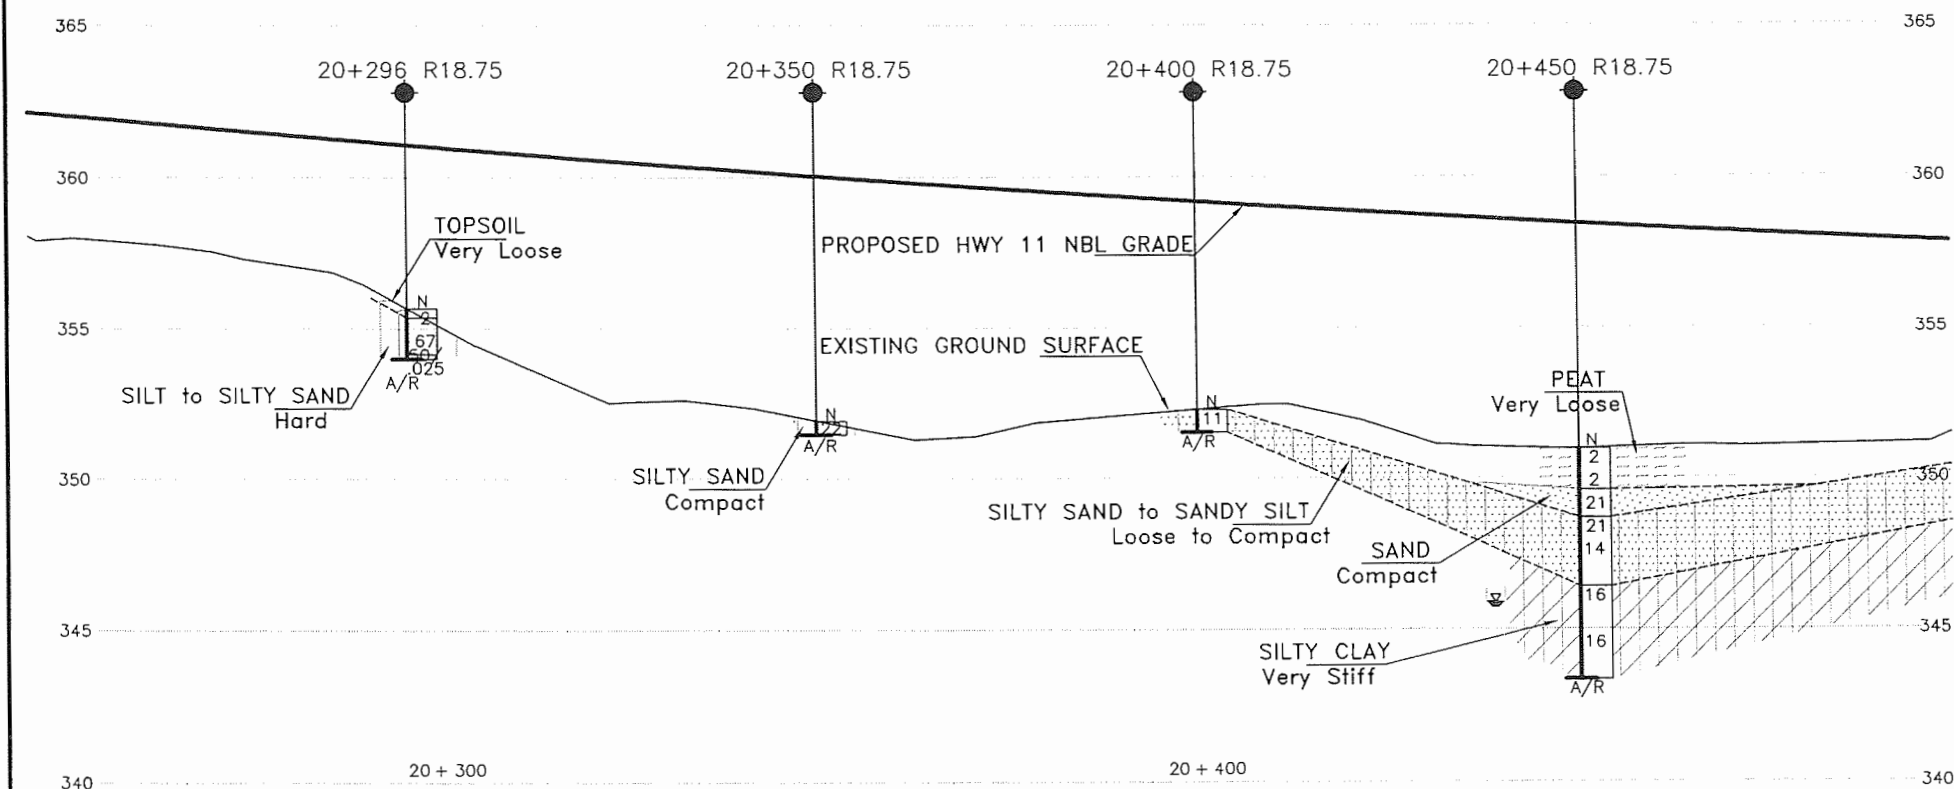 365
365
20+296 R18.75
20+350 R18.75
20+400 R18.75
20+450 R18.75
360
360
TOPSOIL
Very Loose
PROPOSED HWY 11 NBL GRADE
N
2
67
50/
.025
A/R
355
355
EXISTING GROUND SURFACE
SILT to SILTY SAND
Hard
PEAT
Very Loose
N
22
A/R
N
11
A/R
N
2
2
21
21
14
16
16
A/R
SILTY SAND
Compact
350
350
SILTY SAND to SANDY SILT
Loose to Compact
SAND
Compact
345
345
SILTY CLAY
Very Stiff
20 + 300
20 + 400
340
340